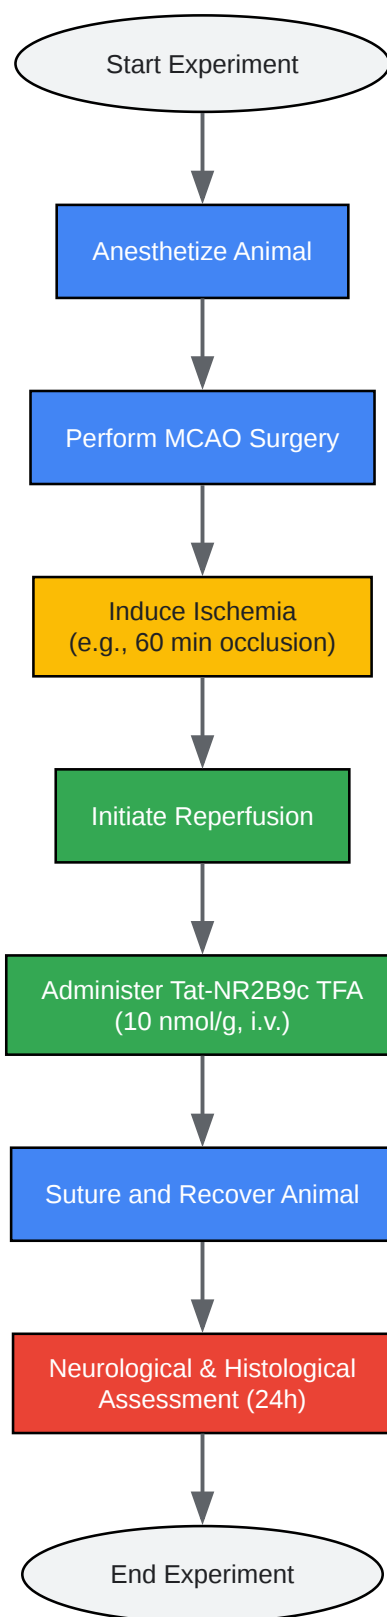 Start Experiment
Anesthetize Animal
Perform MCAO Surgery
Induce Ischemia
(e.g., 60 min occlusion)
Initiate Reperfusion
Administer Tat-NR2B9c TFA
(10 nmol/g, i.v.)
Suture and Recover Animal
Neurological & Histological
Assessment (24h)
End Experiment